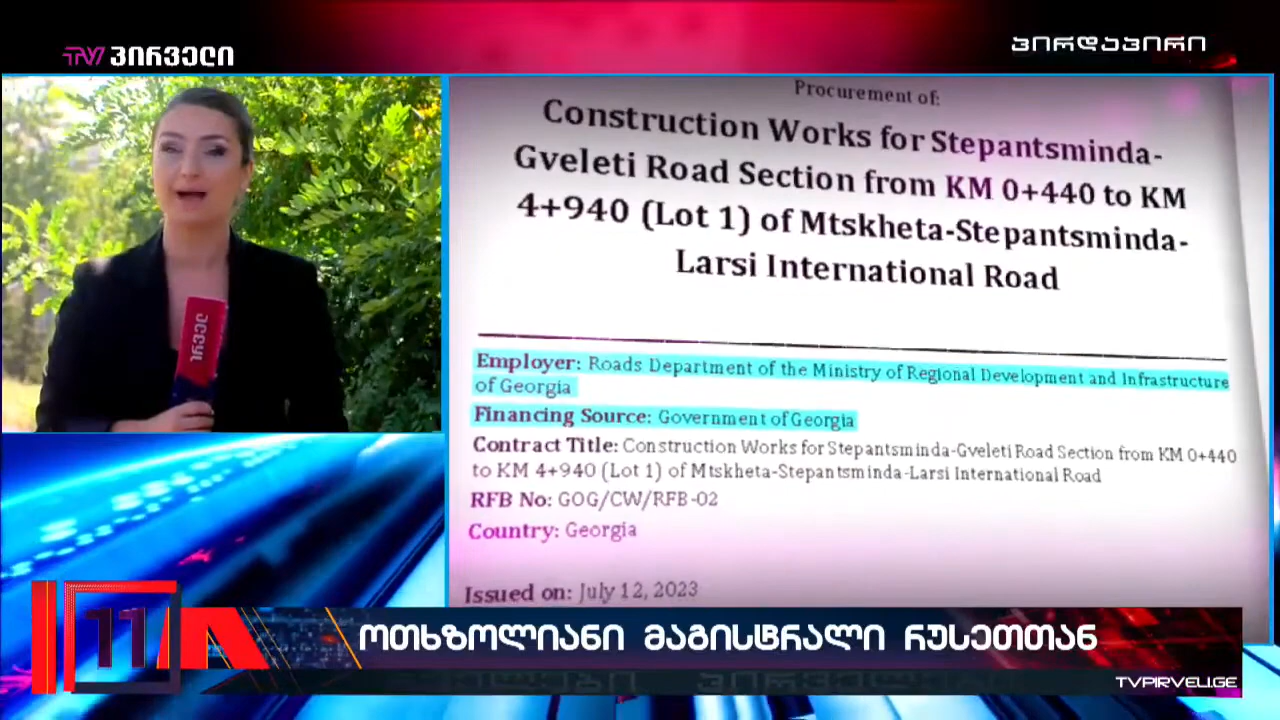 TV პირველი
პირდაპირი
Procurement of:
Construction Works for Stepantsminda-
Gveleti Road Section from KM 0+440 to KM
4+940 (Lot 1) of Mtskheta-Stepantsminda-
Larsi International Road
Employer: Roads Department of the Ministry of Regional Development and Infrastructure
of Georgia
Financing Source: Government of Georgia
Contract Title: Construction Works for Stepantsminda-Gveleti Road Section from KM 0+440
to KM 4+940 (Lot 1) of Mtskheta-Stepantsminda-Larsi International Road
RFB No: GOG/CW/RFB-02
Country: Georgia
Issued on: July 12, 2023
11
ოთხზოლიანი მაგისტრალი რუსეთთან
TVPIRVELI.GE